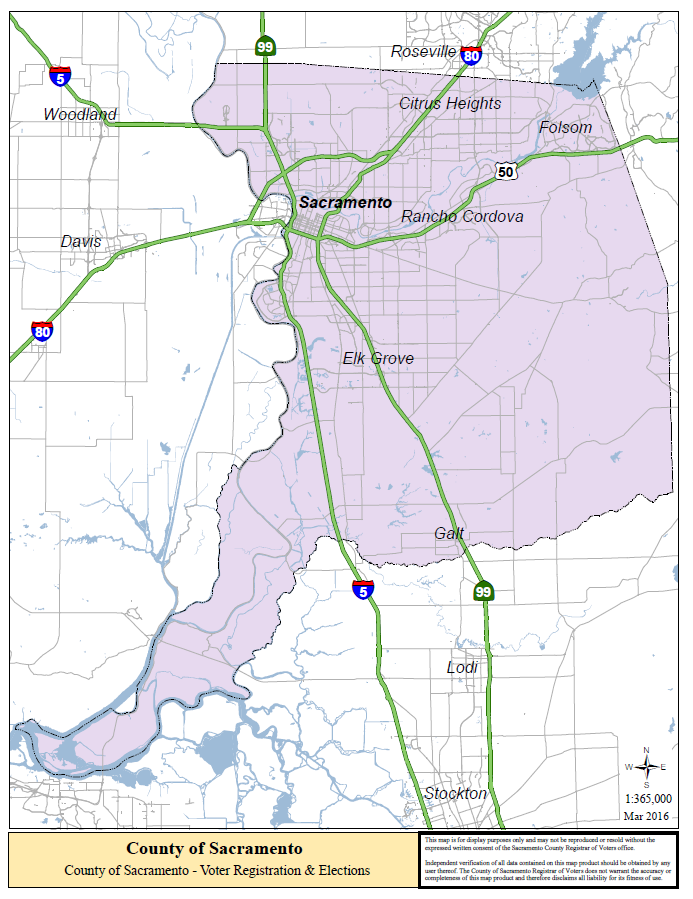 99
Roseville
80
5
Citrus Heights
Woodland
Folsom
50
Sacramento
Rancho Cordova
Davis
80
Elk Grove
Galt
5
99
Lodi
N
W E
S
Stockton
1:365,000
Mar 2016
County of Sacramento
County of Sacramento - Voter Registration & Elections
This map is for display purposes only and may not be reproduced or resold without the
expressed written consent of the Sacramento County Registrar of Voters office.
Independent verification of all data contained on this map product should be obtained by any
user thereof. The County of Sacramento Registrar of Voters does not warrant the accuracy or
completeness of this map product and therefore disclaims all liability for its fitness of use.